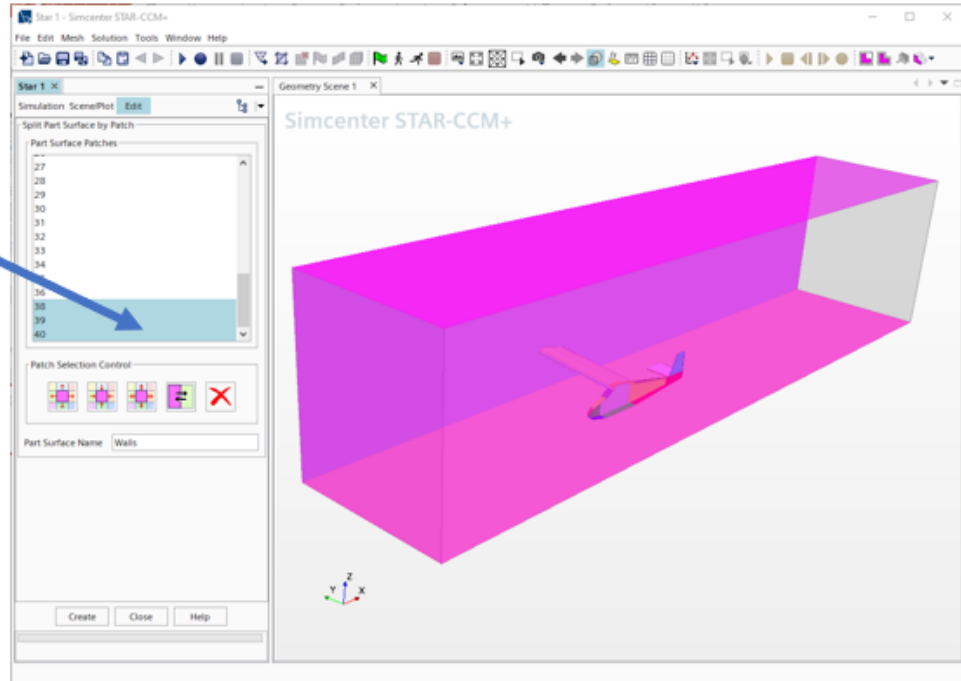 Star 1 - Simcenter STAR-CCM+
File Edit Mesh Solution Tools Window Help
Star 1
Geometry Scene 1
Simulation Scene/Plot Edit
Simcenter STAR-CCM+
Split Part Surface by Patch
Part Surface Patches
27
28
29
30
31
32
33
34
36
38
39
40
Patch Selection Control
Part Surface Name Walls
Z
Y X
Create Close Help